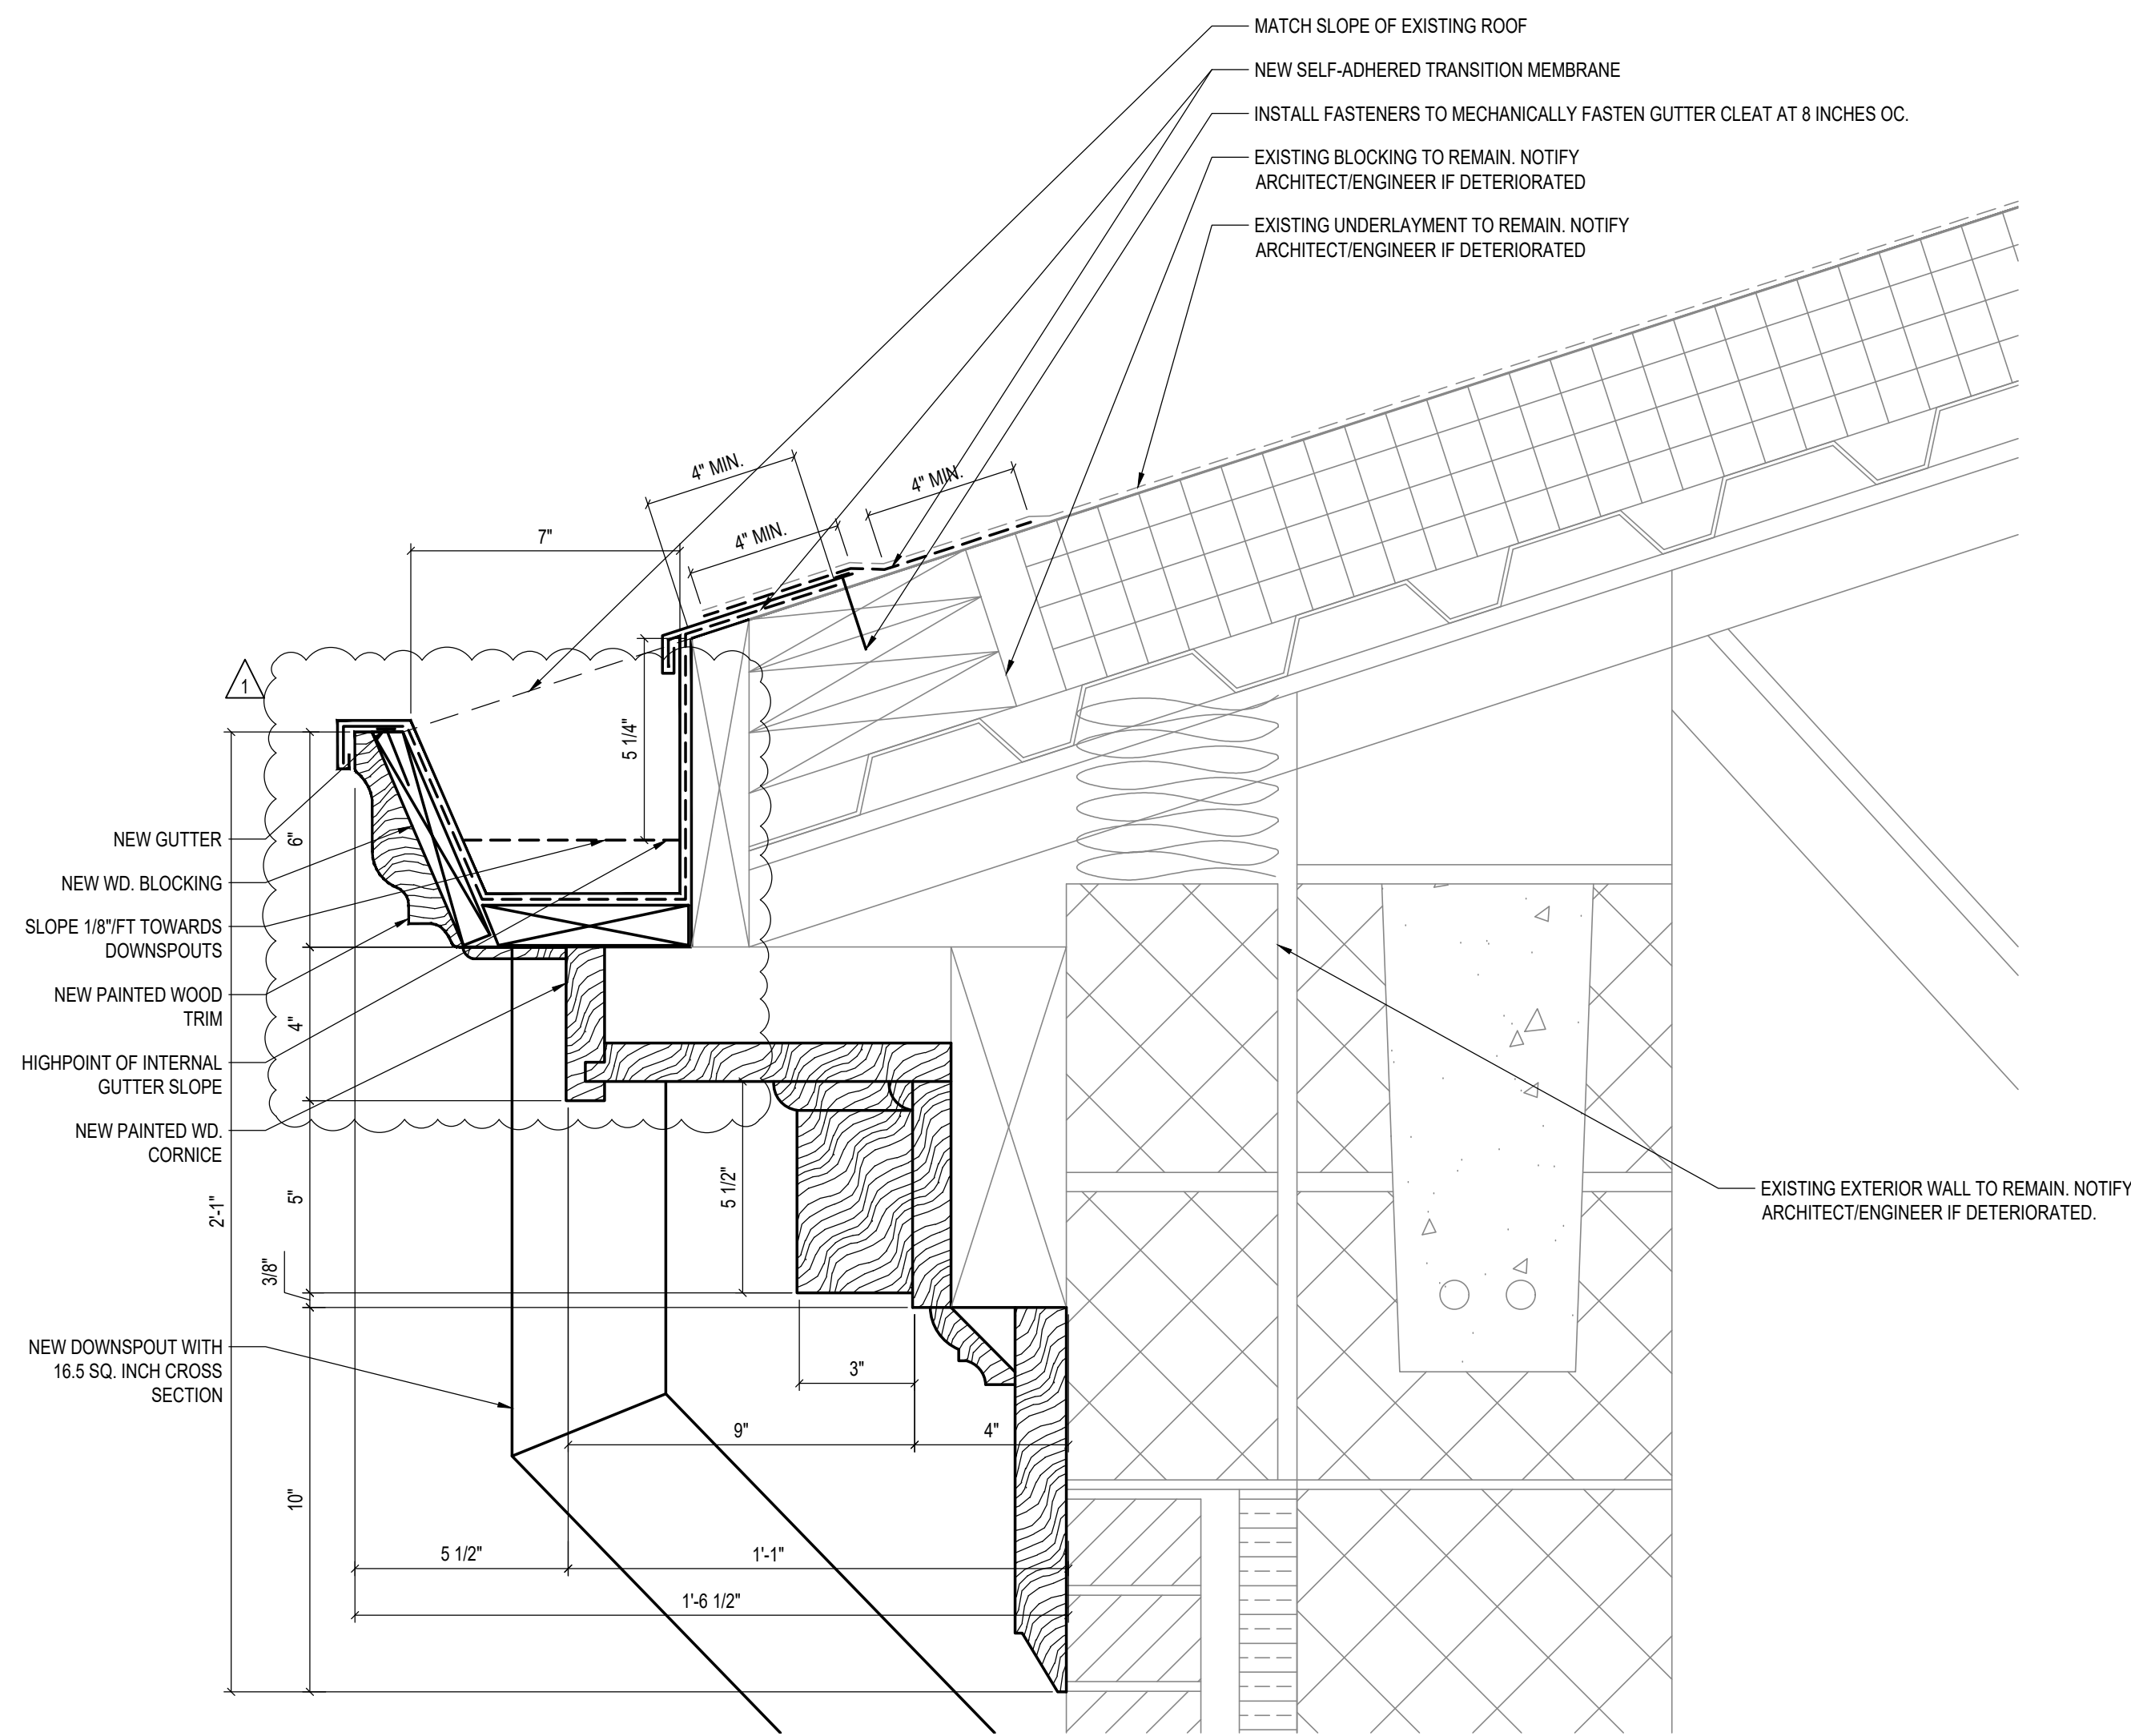 MATCH SLOPE OF EXISTING ROOF
NEW SELF-ADHERED TRANSITION MEMBRANE
INSTALL FASTENERS TO MECHANICALLY FASTEN GUTTER CLEAT AT 8 INCHES OC.
EXISTING BLOCKING TO REMAIN. NOTIFY
ARCHITECT/ENGINEER IF DETERIORATED
EXISTING UNDERLAYMENT TO REMAIN. NOTIFY
ARCHITECT/ENGINEER IF DETERIORATED
4" MIN.
4" MIN.
4" MIN.
7"
1
5 1/4"
6"
NEW GUTTER
NEW WD. BLOCKING
SLOPE 1/8"/FT TOWARDS
DOWNSPOUTS
NEW PAINTED WOOD
TRIM
HIGHPOINT OF INTERNAL
GUTTER SLOPE
NEW PAINTED WD.
CORNICE
4"
5"
2'-1"
3/8"
5 1/2"
EXISTING EXTERIOR WALL TO REMAIN. NOTIFY
ARCHITECT/ENGINEER IF DETERIORATED.
NEW DOWNSPOUT WITH
16.5 SQ. INCH CROSS
SECTION
3"
9"
4"
10"
5 1/2"
1'-1"
1'-6 1/2"